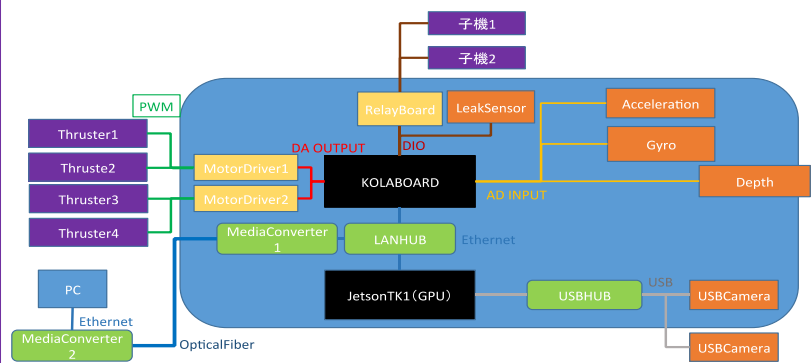 子機1
子機2
PWM
RelayBoard
LeakSensor
Acceleration
Thruster1
DA OUTPUT
DIO
Gyro
Thruste2
MotorDriver1
KOLABOARD
Depth
Thruster3
MotorDriver2
AD INPUT
Thruster4
MediaConverter
1
LANHUB
Ethernet
PC
JetsonTK1(GPU)
USBHUB
USB
USBCamera
Ethernet
MediaConverter
2
OpticalFiber
USBCamera